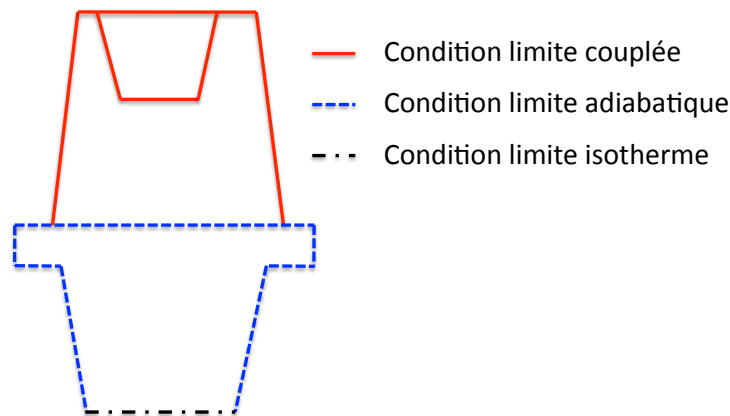 Condition limite couplée
Condition limite adiabatique
Condition limite isotherme